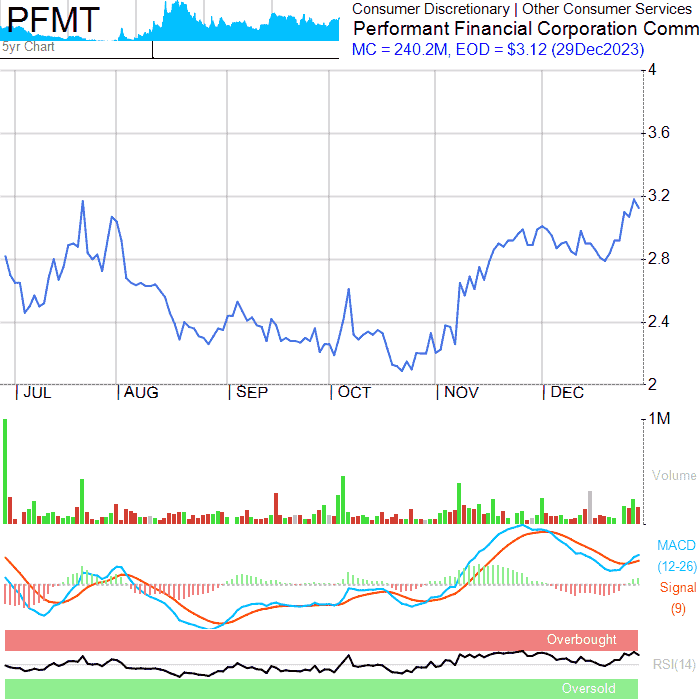 PFMT
5yr Chart
Consumer Discretionary | Other Consumer Services
Performant Financial Corporation Comm
MC = 240.2M, EOD = $3.12 (29Dec2023)
4
3.6
3.2
2.8
2.4
2
JUL AUG SEP OCT NOV DEC
1M
Volume
MACD
(12-26)
Signal
(9)
Overbought
RSI(14)
Oversold